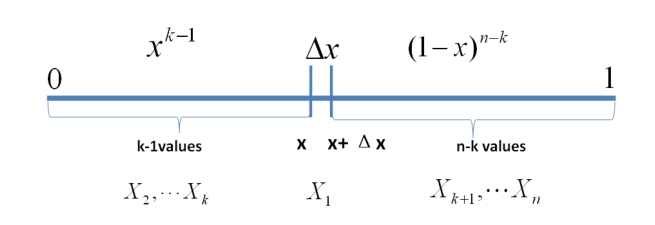 x^{k-1} Δx (1-x)^{n-k}
0 1
k-1values x x+ Δ x n-k values
X_2,⋯X_k X_1 X_{k+1},⋯X_n